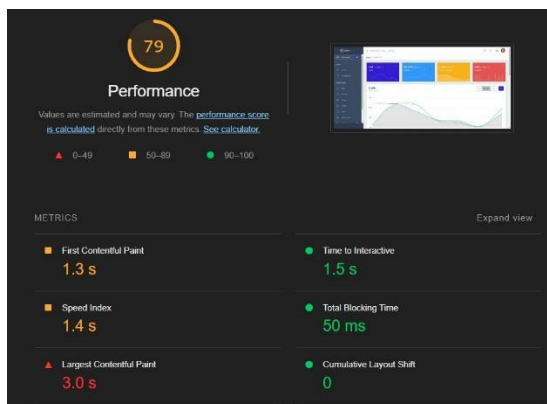 79
Performance
Values are estimated and may vary. The performance score
is calculated directly from these metrics. See calculator.
0–49
50–89
90–100
METRICS
Expand view
First Contentful Paint
1.3 s
Time to Interactive
1.5 s
Speed Index
1.4 s
Total Blocking Time
50 ms
Largest Contentful Paint
3.0 s
Cumulative Layout Shift
0